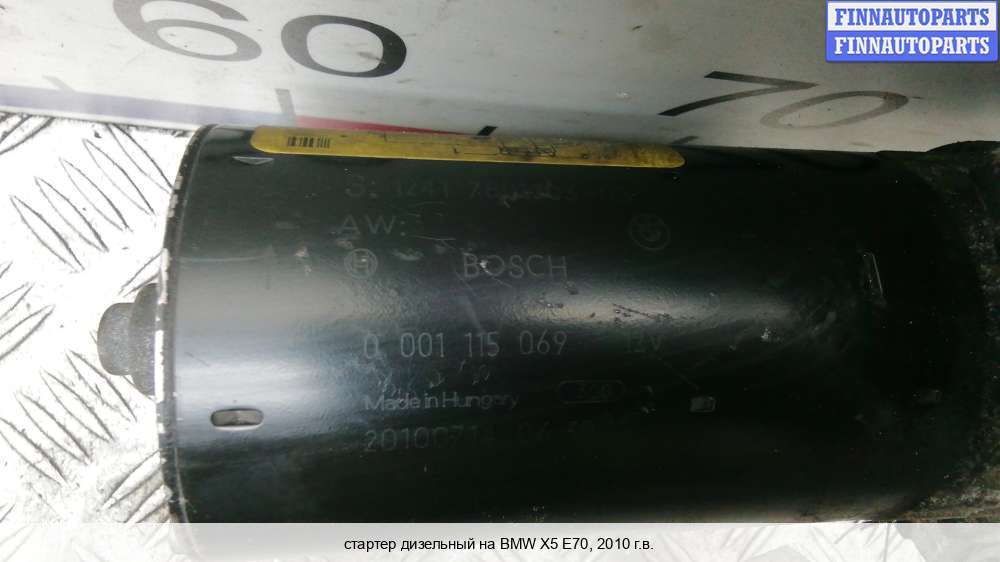 FINNAUTOPARTS
FINNAUTOPARTS
60
70
AW:
BOSCH
0 001 115 069 12V
Made in Hungary
стартер дизельный на BMW X5 E70, 2010 г.в.